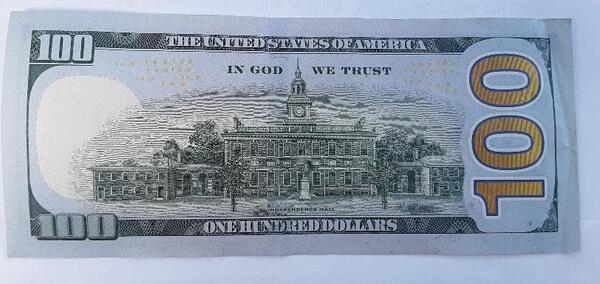 100
THE UNITED STATES OF AMERICA
IN GOD WE TRUST
100
INDEPENDENCE HALL
100
ONE HUNDRED DOLLARS